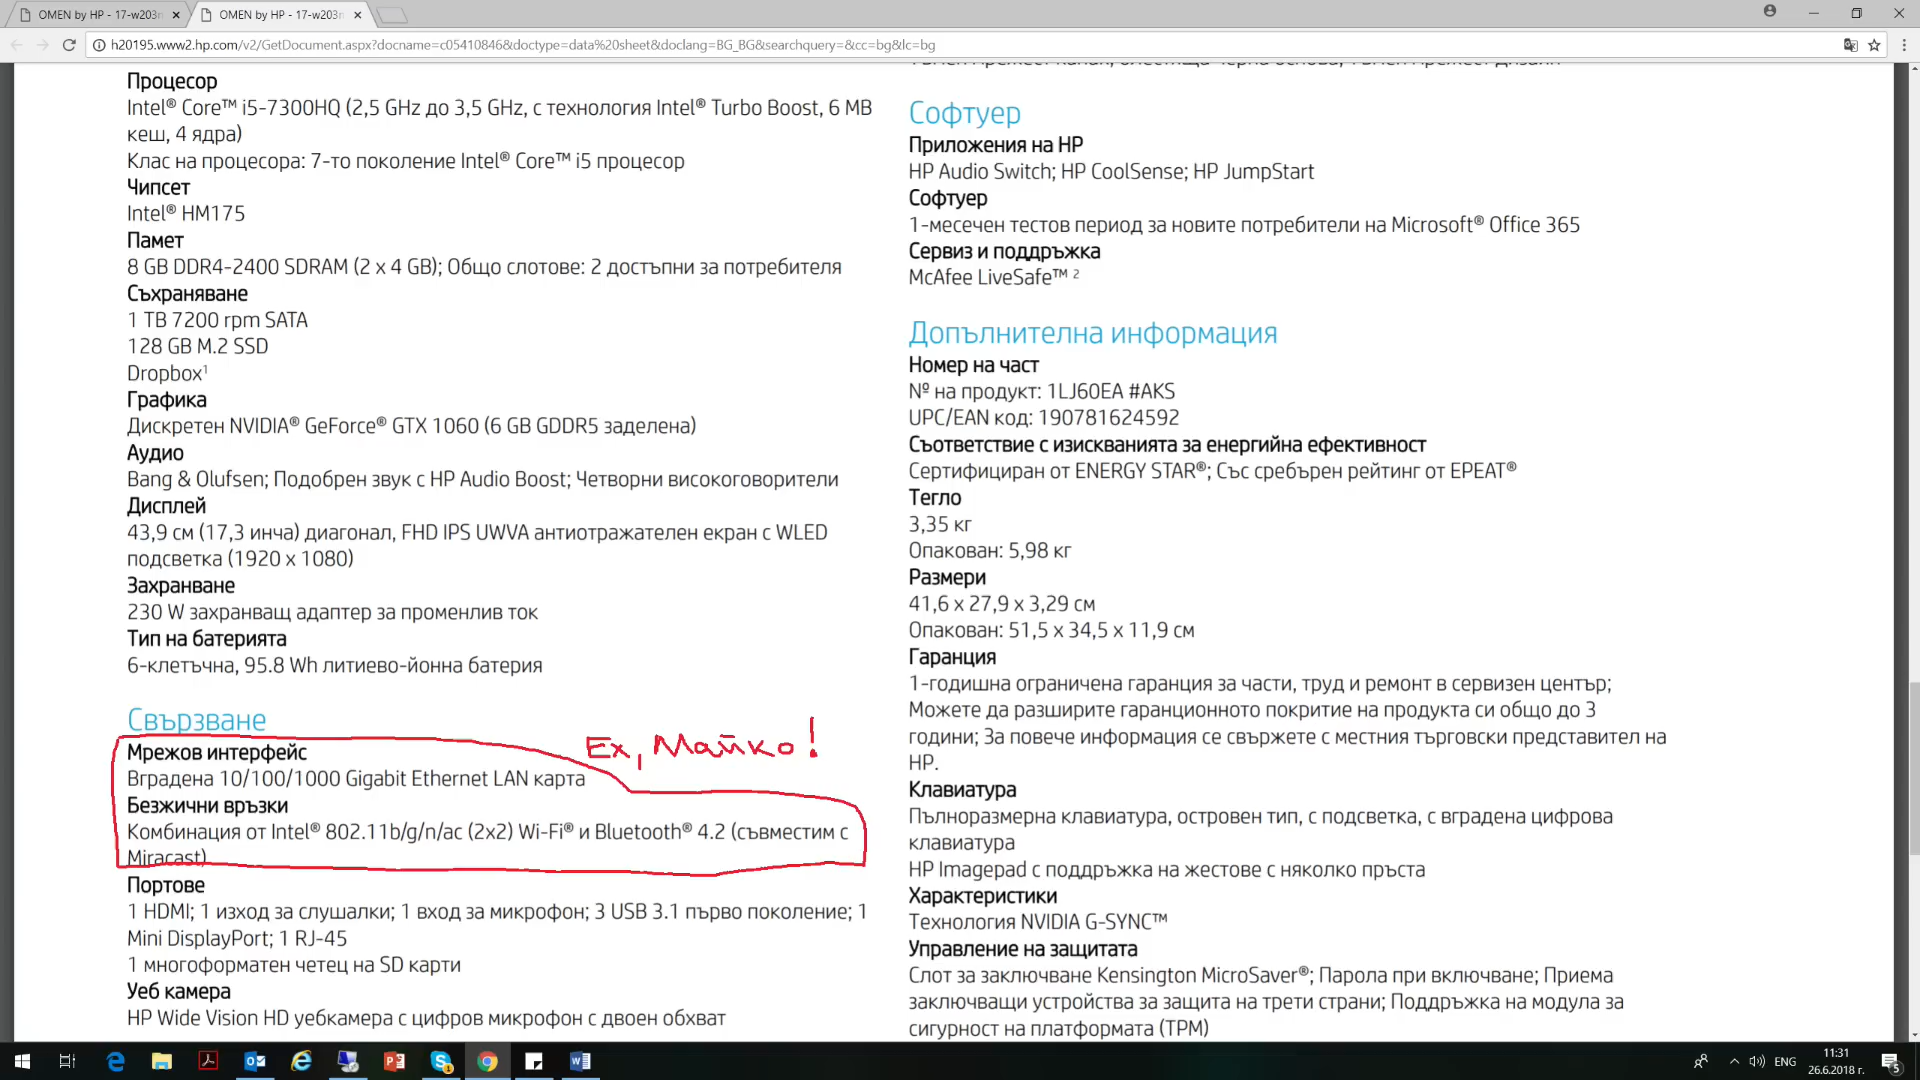 OMEN by HP - 17-w203n
OMEN by HP - 17-w203n
h20195.www2.hp.com/v2/GetDocument.aspx?docname=c05410846&doctype=data%20sheet&doclang=BG_BG&searchquery=&cc=bg&lc=bg
Процесор
Intel® Core™ i5-7300HQ (2,5 GHz до 3,5 GHz, с технология Intel® Turbo Boost, 6 MB
кеш, 4 ядра)
Клас на процесора: 7-то поколение Intel® Core™ i5 процесор
Чипсет
Intel® HM175
Памет
8 GB DDR4-2400 SDRAM (2 x 4 GB); Общо слотове: 2 достъпни за потребителя
Съхраняване
1 TB 7200 rpm SATA
128 GB M.2 SSD
Dropbox¹
Графика
Дискретен NVIDIA® GeForce® GTX 1060 (6 GB GDDR5 заделена)
Аудио
Bang & Olufsen; Подобрен звук с HP Audio Boost; Четворни високоговорители
Дисплей
43,9 см (17,3 инча) диагонал, FHD IPS UWVA антиотражателен екран с WLED
подсветка (1920 x 1080)
Захранване
230 W захранващ адаптер за променлив ток
Тип на батерията
6-клетъчна, 95.8 Wh литиево-йонна батерия
Свързване
Ех, Майко!
Мрежов интерфейс
Вградена 10/100/1000 Gigabit Ethernet LAN карта
Безжични връзки
Комбинация от Intel® 802.11b/g/n/ac (2x2) Wi-Fi® и Bluetooth® 4.2 (съвместим с
Miracast)
Портове
1 HDMI; 1 изход за слушалки; 1 вход за микрофон; 3 USB 3.1 първо поколение; 1
Mini DisplayPort; 1 RJ-45
1 многоформатен четец на SD карти
Уеб камера
HP Wide Vision HD уебкамера с цифров микрофон с двоен обхват
Софтуер
Приложения на HP
HP Audio Switch; HP CoolSense; HP JumpStart
Софтуер
1-месечен тестов период за новите потребители на Microsoft® Office 365
Сервиз и поддръжка
McAfee LiveSafe™ ²
Допълнителна информация
Номер на част
№ на продукт: 1LJ60EA #AKS
UPC/EAN код: 190781624592
Съответствие с изискванията за енергийна ефективност
Сертифициран от ENERGY STAR®; Със сребърен рейтинг от EPEAT®
Тегло
3,35 кг
Опакован: 5,98 кг
Размери
41,6 x 27,9 x 3,29 см
Опакован: 51,5 x 34,5 x 11,9 см
Гаранция
1-годишна ограничена гаранция за части, труд и ремонт в сервизен център;
Можете да разширите гаранционното покритие на продукта си общо до 3
години; За повече информация се свържете с местния търговски представител на
HP.
Клавиатура
Пълноразмерна клавиатура, островен тип, с подсветка, с вградена цифрова
клавиатура
HP Imagepad с поддръжка на жестове с няколко пръста
Характеристики
Технология NVIDIA G-SYNC™
Управление на защитата
Слот за заключване Kensington MicroSaver®; Парола при включване; Приема
заключващи устройства за защита на трети страни; Поддръжка на модула за
сигурност на платформата (TPM)
ENG
11:31
26.6.2018 г.
5